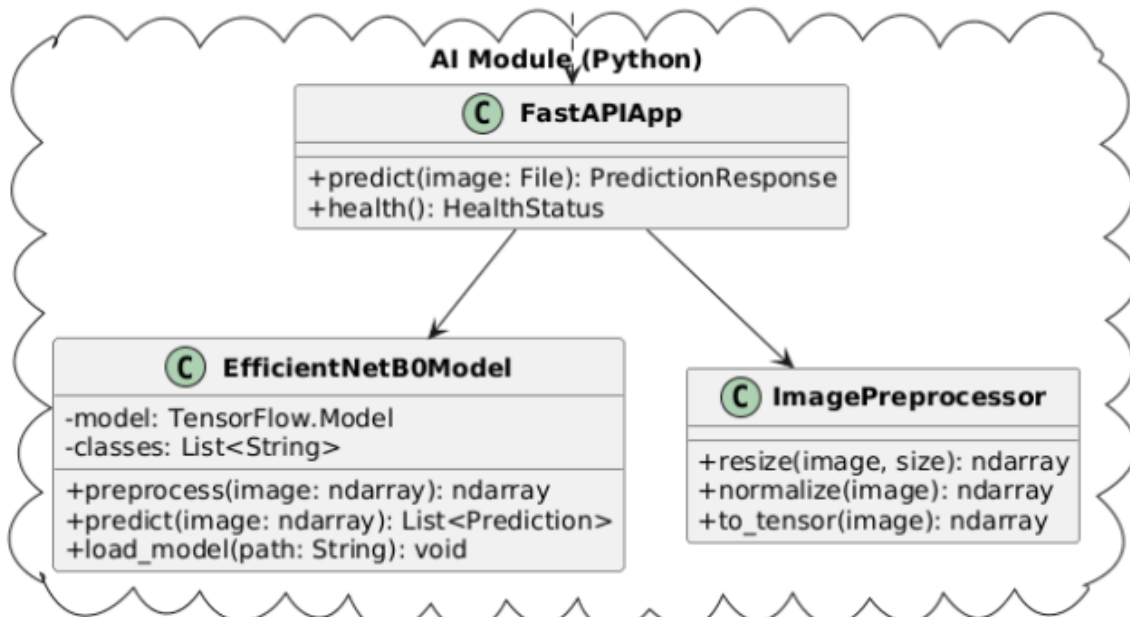 AI Module (Python)
C FastAPIApp
+predict(image: File): PredictionResponse
+health(): HealthStatus
C EfficientNetB0Model
-model: TensorFlow.Model
-classes: List<String>
+preprocess(image: ndarray): ndarray
+predict(image: ndarray): List<Prediction>
+load_model(path: String): void
C ImagePreprocessor
+resize(image, size): ndarray
+normalize(image): ndarray
+to_tensor(image): ndarray